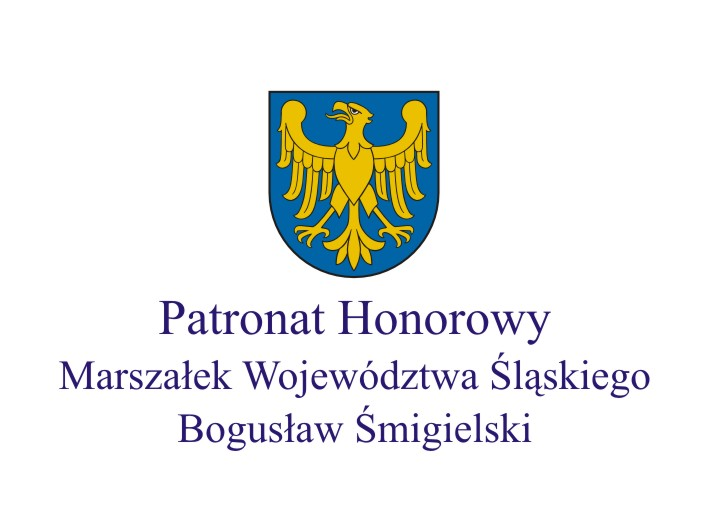 Patronat Honorowy
Marszałek Województwa Śląskiego
Bogusław Śmigielski